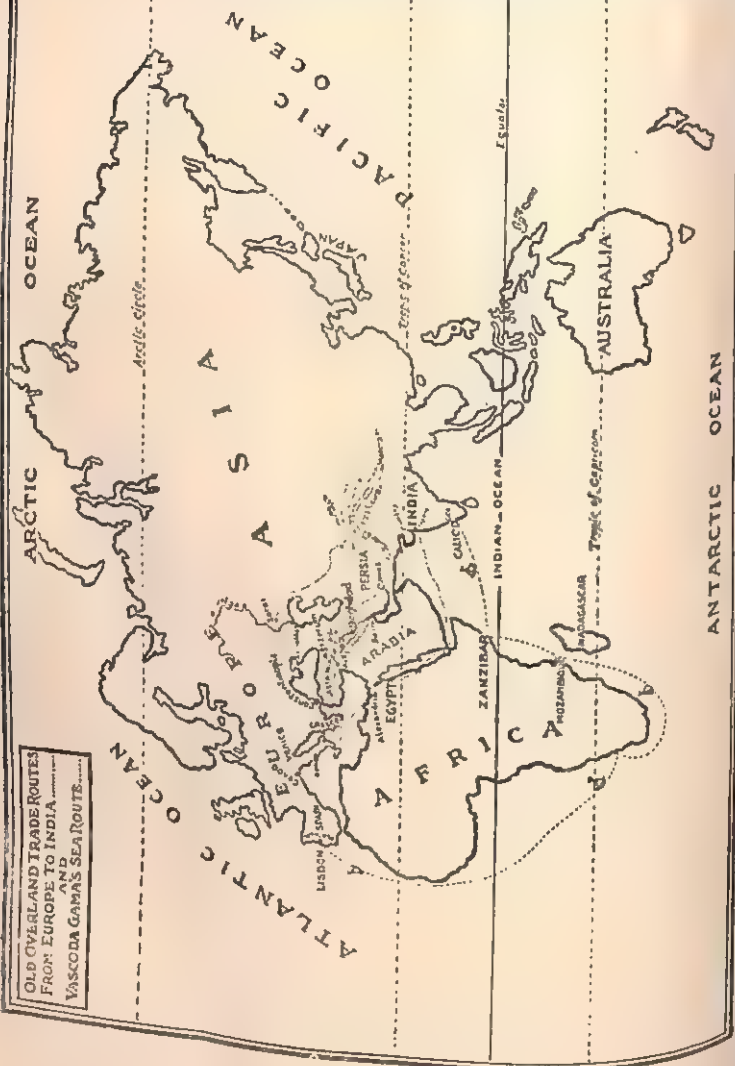 OLD OVERLAND TRADE ROUTES
FROM EUROPE TO INDIA
AND
VASCO DA GAMA'S SEA ROUTE
ARCTIC OCEAN
Arctic Circle
ATLANTIC OCEAN
EUROPE
ASIA
PACIFIC OCEAN
JAPAN
LISBON
SPAIN
Venice
Alexandria
EGYPT
ARABIA
PERSIA
INDIA
Tropic of Cancer
CALICUT
AFRICA
ZANZIBAR
MOZAMBIQUE
MADAGASCAR
INDIAN OCEAN
Equator
Tropic of Capricorn
AUSTRALIA
ANTARCTIC OCEAN